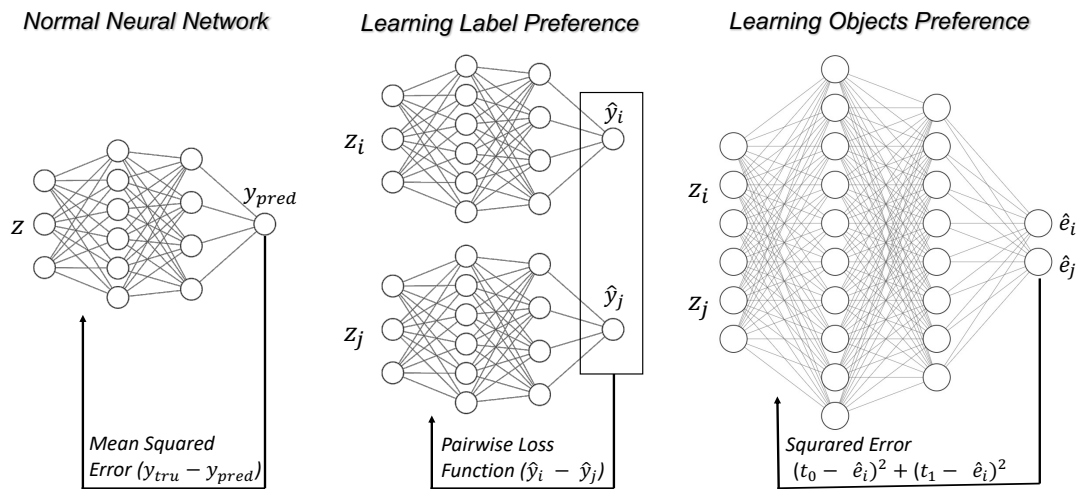 Normal Neural Network
z
y_pred
Mean Squared
Error (y_tru − y_pred)
Learning Label Preference
z_i
ŷ_i
z_j
ŷ_j
Pairwise Loss
Function (ŷ_i − ŷ_j)
Learning Objects Preference
z_i
z_j
ê_i
ê_j
Squrared Error
(t_0 − ê_i)^2 + (t_1 − ê_i)^2